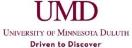 UMD
UNIVERSITY OF MINNESOTA DULUTH
Driven to Discover